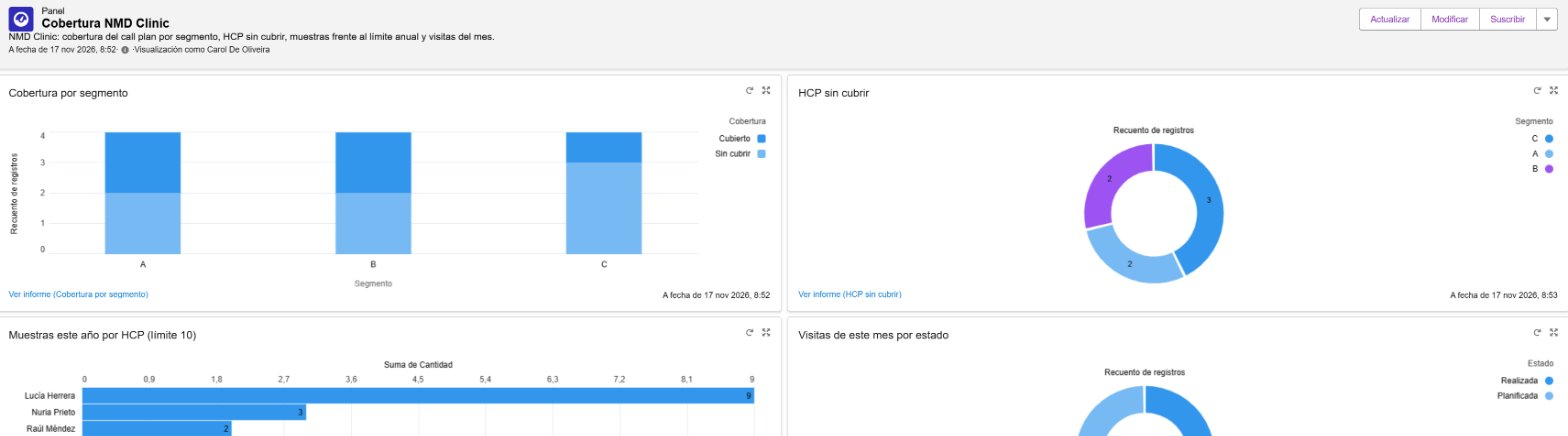 Panel
Cobertura NMD Clinic
NMD Clinic: cobertura del call plan por segmento, HCP sin cubrir, muestras frente al límite anual y visitas del mes.
A fecha de 17 nov 2026, 8:52· ·Visualización como Carol De Oliveira
Actualizar
Modificar
Suscribir
Cobertura por segmento
Recuento de registros
4
3
2
1
0
A
B
C
Segmento
Cobertura
Cubierto
Sin cubrir
Ver informe (Cobertura por segmento)
A fecha de 17 nov 2026, 8:52
HCP sin cubrir
Recuento de registros
2
3
2
Segmento
C
A
B
Ver informe (HCP sin cubrir)
A fecha de 17 nov 2026, 8:53
Muestras este año por HCP (límite 10)
Suma de Cantidad
0 0,9 1,8 2,7 3,6 4,5 5,4 6,3 7,2 8,1 9
Lucía Herrera 9
Nuria Prieto 3
Raúl Méndez 2
Visitas de este mes por estado
Recuento de registros
Estado
Realizada
Planificada